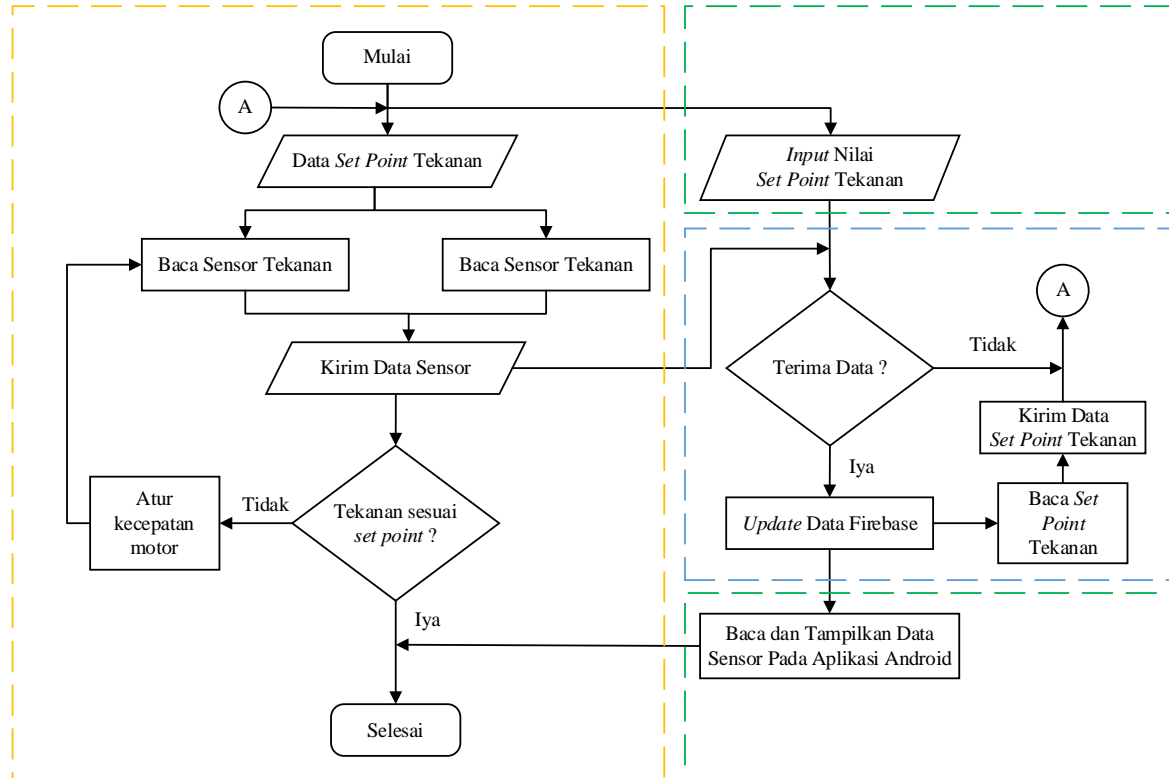 Mulai
A
Data Set Point Tekanan
Input Nilai
Set Point Tekanan
Baca Sensor Tekanan
Baca Sensor Tekanan
A
Kirim Data Sensor
Terima Data ?
Tidak
Kirim Data
Set Point Tekanan
Iya
Atur
kecepatan
motor
Tidak
Tekanan sesuai
set point ?
Update Data Firebase
Baca Set
Point
Tekanan
Iya
Baca dan Tampilkan Data
Sensor Pada Aplikasi Android
Selesai